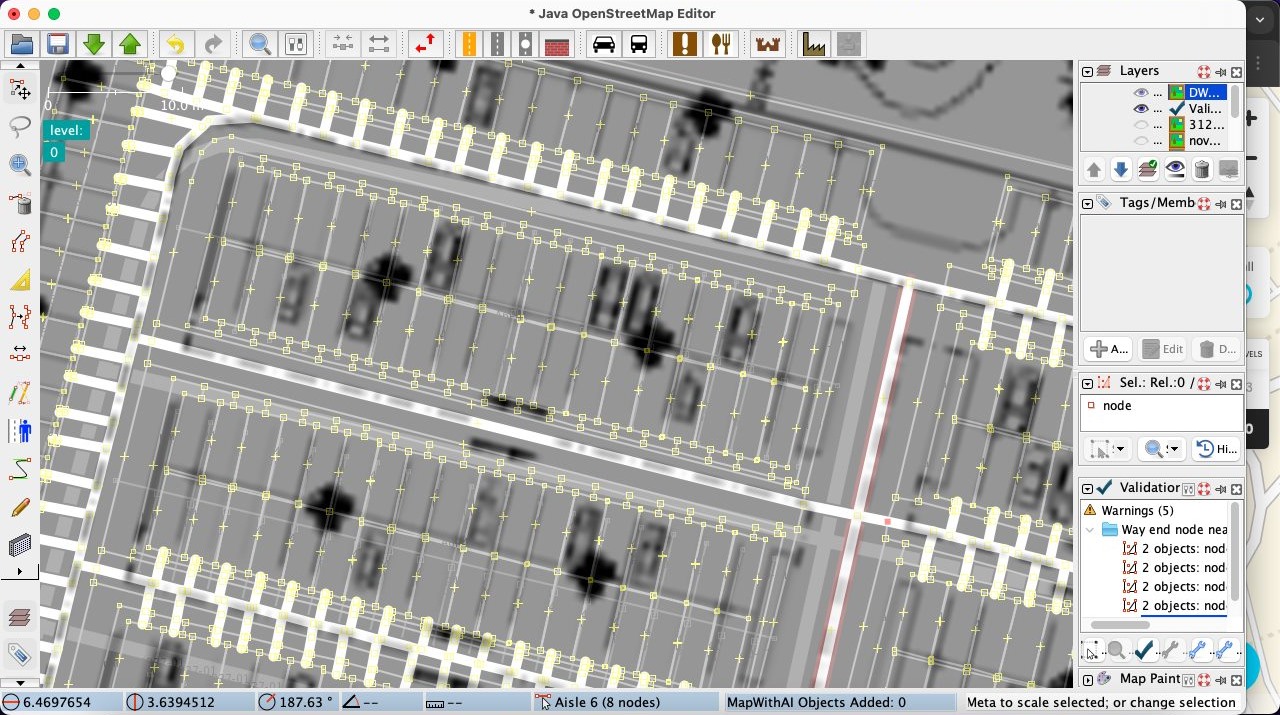 * Java OpenStreetMap Editor
0.
10.0 m
level:
0
Layers
DW...
Vali...
312...
nov...
Tags/Memb
A...
Edit
D...
Sel.: Rel.:0 /
node
Hi...
Validatior
Warnings (5)
Way end node nea
2 objects: nod
2 objects: nod
2 objects: nod
2 objects: nod
Map Paint
6.4697654
3.6394512
187.63 °
--
--
Aisle 6 (8 nodes)
MapWithAI Objects Added: 0
Meta to scale selected; or change selection